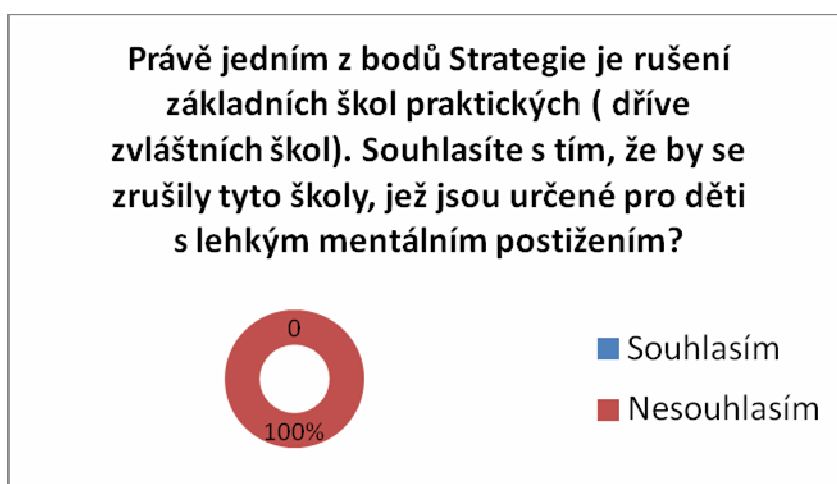 Právě jedním z bodů Strategie je rušení
základních škol praktických ( dříve
zvláštních škol). Souhlasíte s tím, že by se
zrušily tyto školy, jež jsou určené pro děti
s lehkým mentálním postižením?
0
100%
Souhlasím
Nesouhlasím